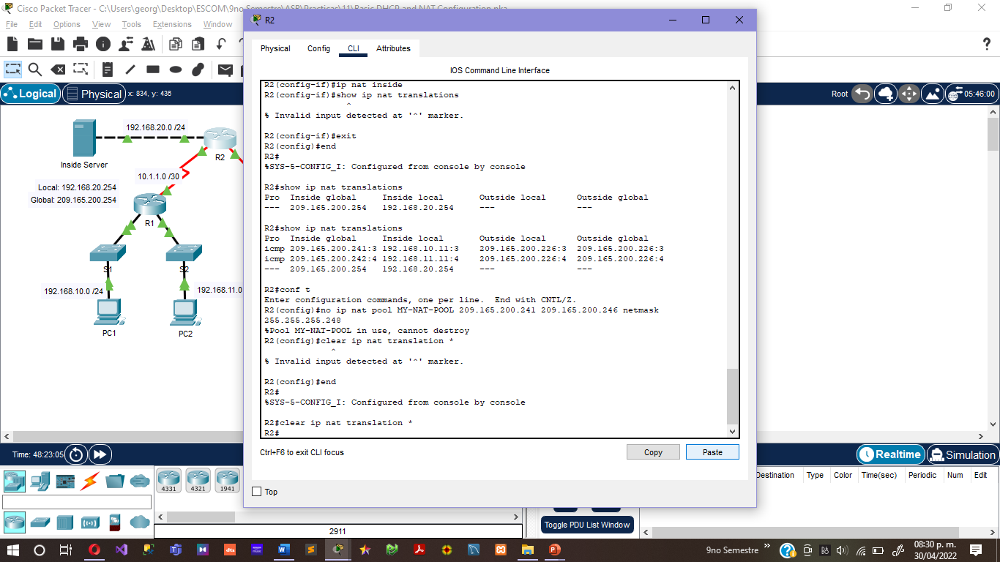 Cisco Packet Tracer - C:\Users\georg\Desktop\ESCOM\9no Semestre\ASR\Practicas\11\Basic DHCP and NAT Configuration.pka
File Edit Options View Tools Extensions Window
R2
Physical Config CLI Attributes
IOS Command Line Interface
R2(config-if)#ip nat inside
R2(config-if)#show ip nat translations
^
% Invalid input detected at '^' marker.
R2(config-if)#exit
R2(config)#end
R2#
%SYS-5-CONFIG_I: Configured from console by console
R2#show ip nat translations
Pro Inside global Inside local Outside local Outside global
--- 209.165.200.254 192.168.20.254 --- ---
R2#show ip nat translations
Pro Inside global Inside local Outside local Outside global
icmp 209.165.200.241:3 192.168.10.11:3 209.165.200.226:3 209.165.200.226:3
icmp 209.165.200.242:4 192.168.11.11:4 209.165.200.226:4 209.165.200.226:4
--- 209.165.200.254 192.168.20.254 --- ---
R2#conf t
Enter configuration commands, one per line. End with CNTL/Z.
R2(config)#no ip nat pool MY-NAT-POOL 209.165.200.241 209.165.200.246 netmask
255.255.255.248
%Pool MY-NAT-POOL in use, cannot destroy
R2(config)#clear ip nat translation *
^
% Invalid input detected at '^' marker.
R2(config)#end
R2#
%SYS-5-CONFIG_I: Configured from console by console
R2#clear ip nat translation *
R2#
Ctrl+F6 to exit CLI focus
Copy
Paste
Top
Logical
Physical
x: 834, y: 436
Root
05:46:00
192.168.20.0 /24
Inside Server
R2
10.1.1.0 /30
Local: 192.168.20.254
Global: 209.165.200.254
R1
S1
S2
192.168.10.0 /24
192.168.11.0
PC1
PC2
Time: 48:23:05
Realtime
Simulation
4331
4321
1941
2911
Destination Type Color Time(sec) Periodic Num Edit
Toggle PDU List Window
9no Semestre
08:30 p. m.
30/04/2022